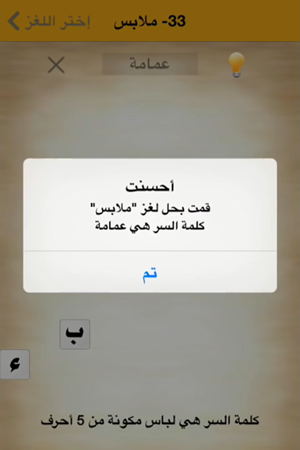 33- ملابس
إختر اللغز
عمامة
أحسنت
قمت بحل لغز "ملابس"
كلمة السر هي عمامة
تم
ب
ء
كلمة السر هي لباس مكونة من 5 أحرف